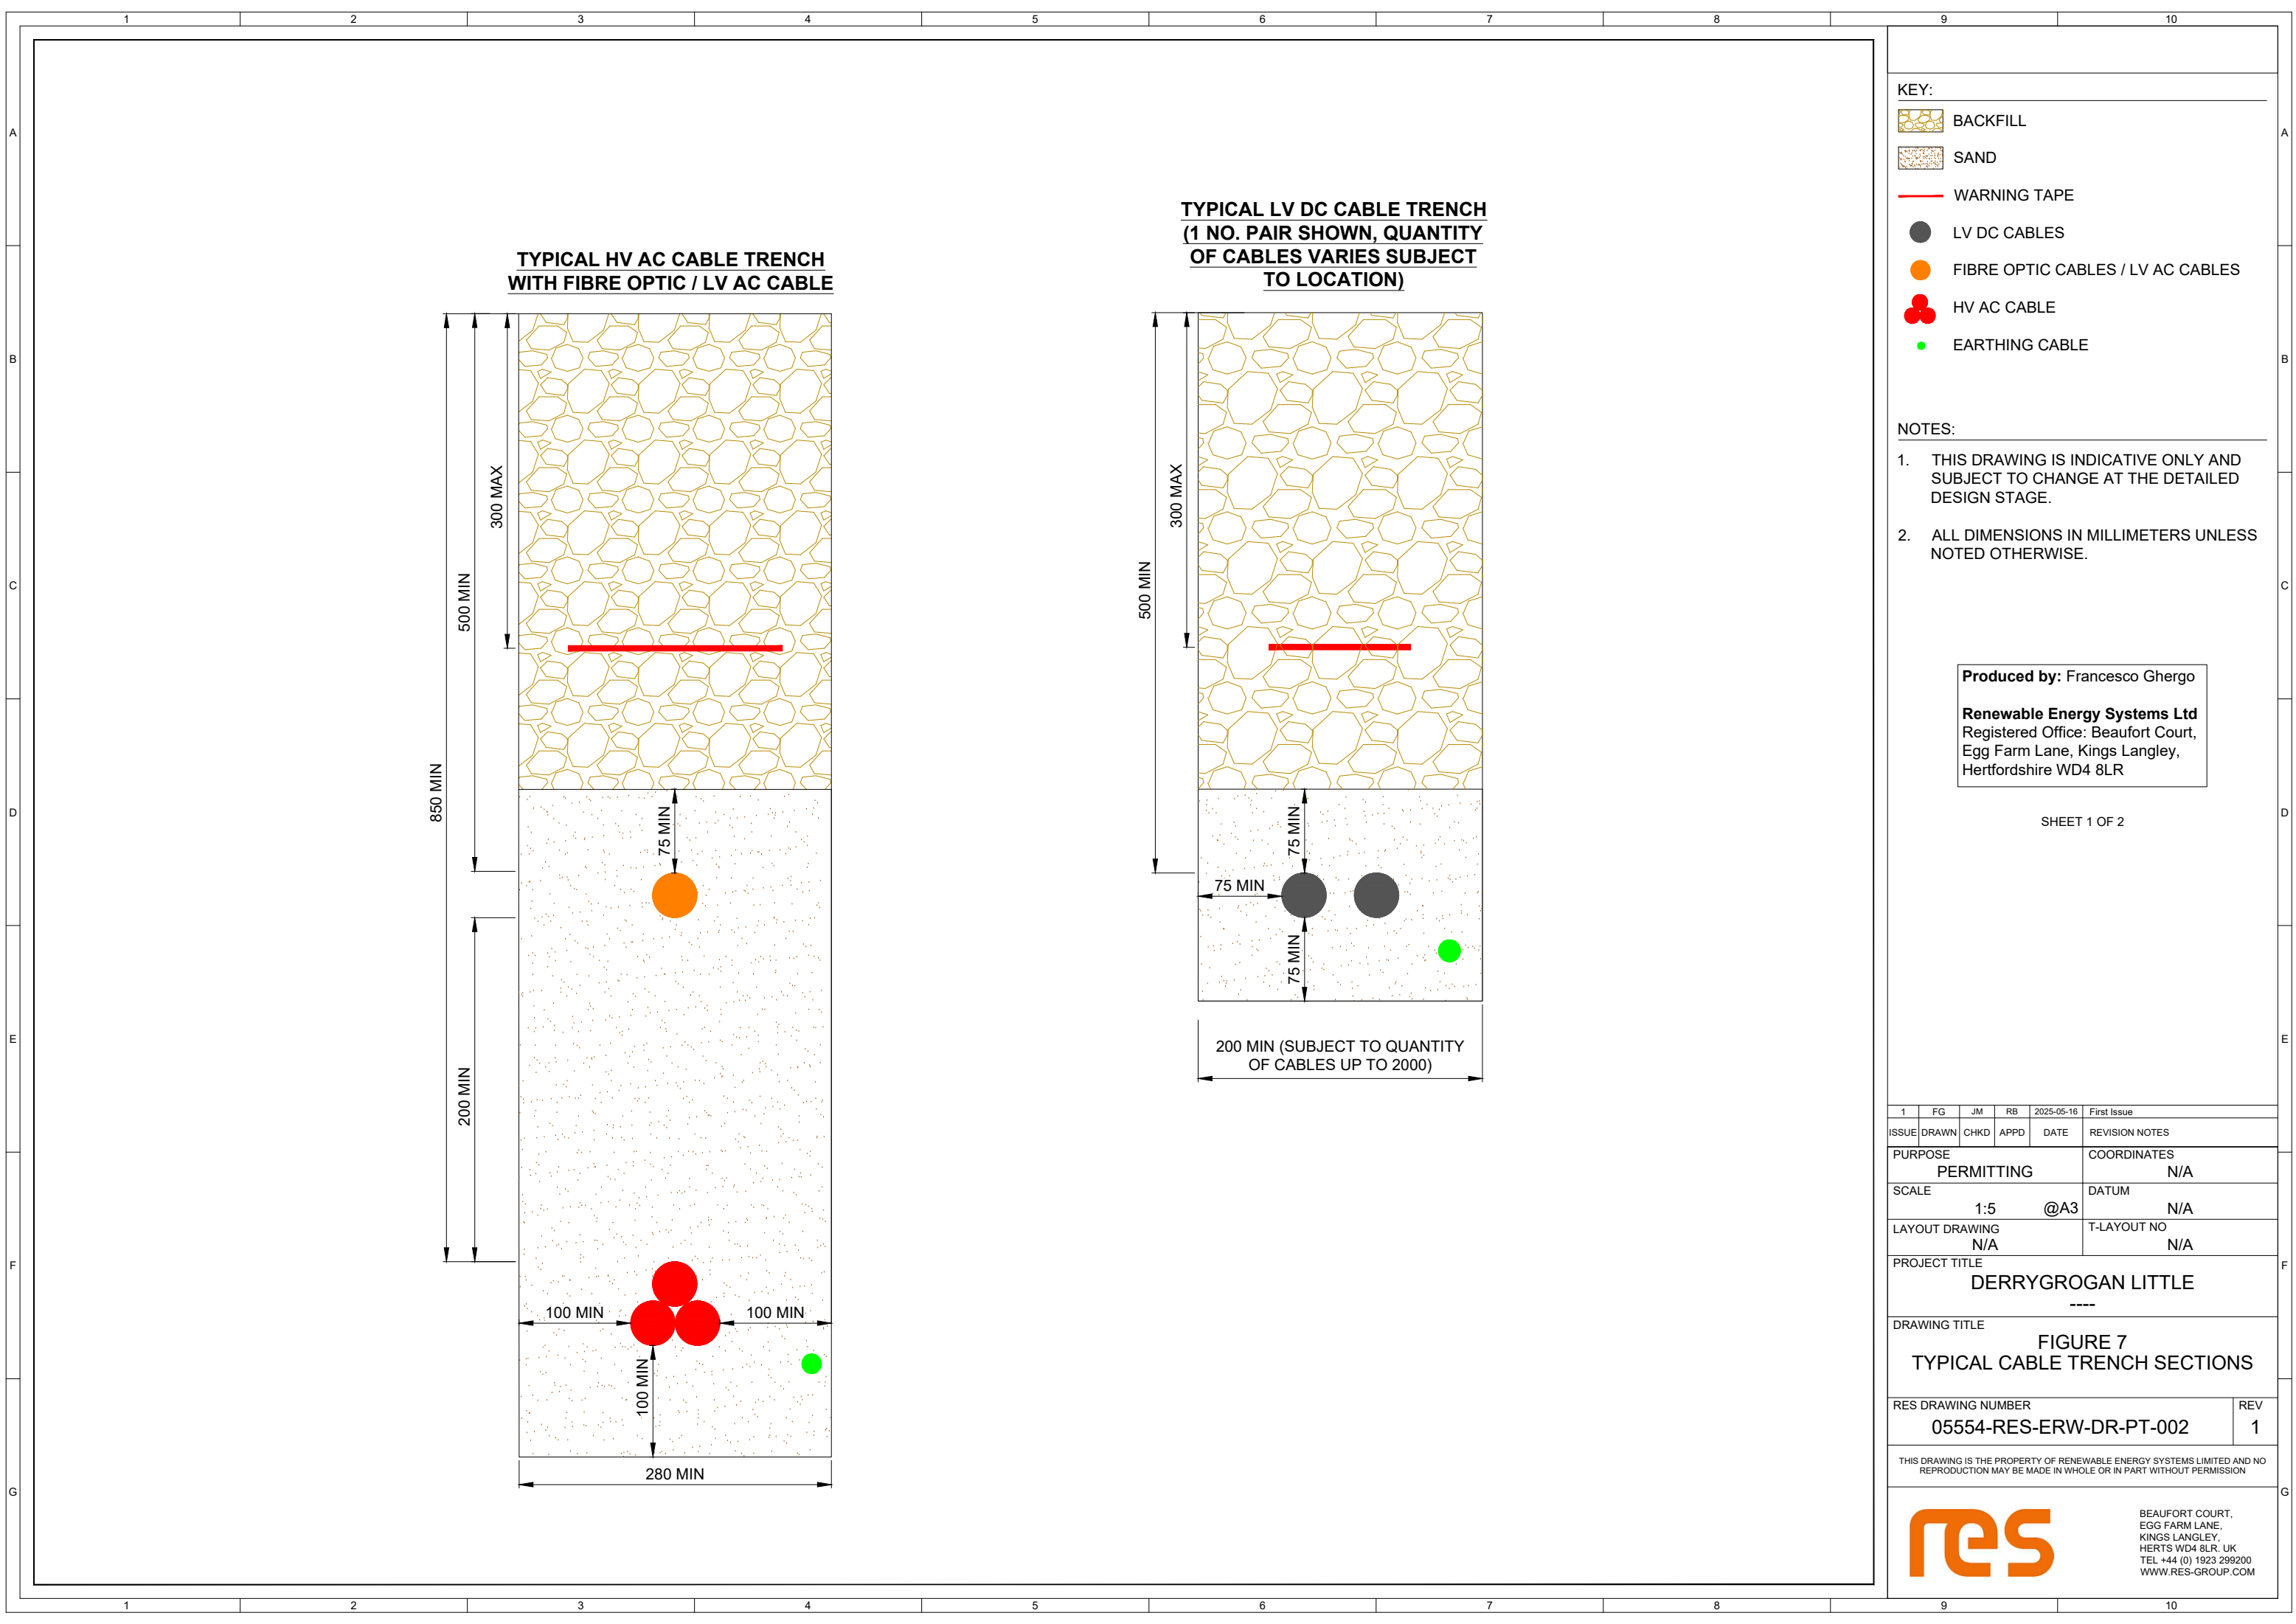 1 2 3 4 5 6 7 8 9 10
A
B
C
D
E
F
G
TYPICAL HV AC CABLE TRENCH
WITH FIBRE OPTIC / LV AC CABLE
850 MIN
500 MIN
300 MAX
75 MIN
200 MIN
100 MIN
100 MIN
100 MIN
280 MIN
TYPICAL LV DC CABLE TRENCH
(1 NO. PAIR SHOWN, QUANTITY
OF CABLES VARIES SUBJECT
TO LOCATION)
500 MIN
300 MAX
75 MIN
75 MIN
75 MIN
200 MIN (SUBJECT TO QUANTITY
OF CABLES UP TO 2000)
KEY:
BACKFILL
SAND
WARNING TAPE
LV DC CABLES
FIBRE OPTIC CABLES / LV AC CABLES
HV AC CABLE
EARTHING CABLE
NOTES:
1. THIS DRAWING IS INDICATIVE ONLY AND
SUBJECT TO CHANGE AT THE DETAILED
DESIGN STAGE.
2. ALL DIMENSIONS IN MILLIMETERS UNLESS
NOTED OTHERWISE.
Produced by: Francesco Ghergo
Renewable Energy Systems Ltd
Registered Office: Beaufort Court,
Egg Farm Lane, Kings Langley,
Hertfordshire WD4 8LR
SHEET 1 OF 2
1 FG JM RB 2025-05-16 First Issue
ISSUE DRAWN CHKD APPD DATE REVISION NOTES
PURPOSE
PERMITTING
COORDINATES
N/A
SCALE
1:5 @A3
DATUM
N/A
LAYOUT DRAWING
N/A
T-LAYOUT NO
N/A
PROJECT TITLE
DERRYGROGAN LITTLE
----
DRAWING TITLE
FIGURE 7
TYPICAL CABLE TRENCH SECTIONS
RES DRAWING NUMBER
05554-RES-ERW-DR-PT-002
REV
1
THIS DRAWING IS THE PROPERTY OF RENEWABLE ENERGY SYSTEMS LIMITED AND NO
REPRODUCTION MAY BE MADE IN WHOLE OR IN PART WITHOUT PERMISSION
res
BEAUFORT COURT,
EGG FARM LANE,
KINGS LANGLEY,
HERTS WD4 8LR. UK
TEL +44 (0) 1923 299200
WWW.RES-GROUP.COM
A
B
C
D
E
F
G
1 2 3 4 5 6 7 8 9 10